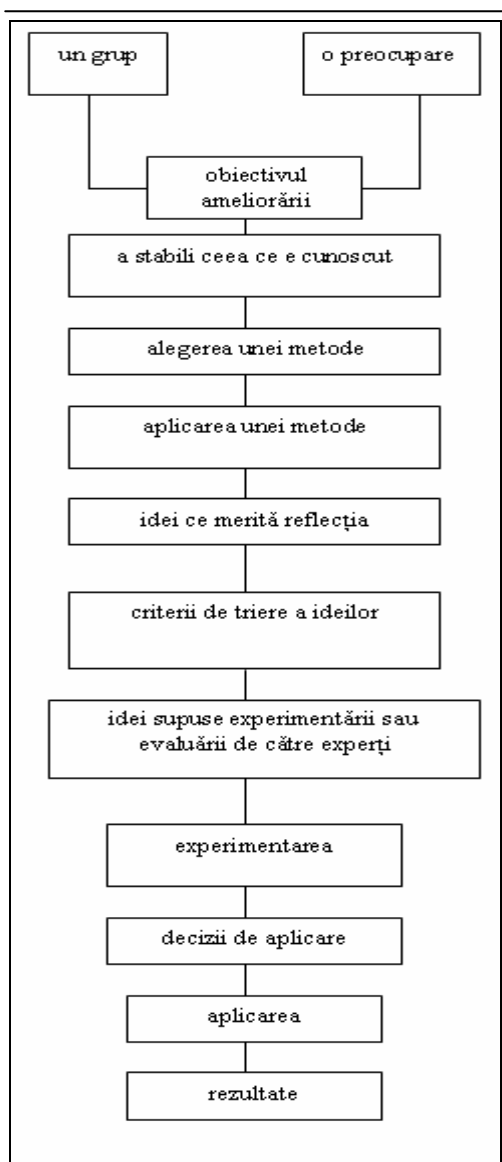 un grup
o preocupare
obiectivul
ameliorării
a stabili ceea ce e cunoscut
alegerea unei metode
aplicarea unei metode
idei ce merită reflecția
criterii de triere a ideilor
idei supuse experimentării sau
evaluării de către experți
experimentarea
decizii de aplicare
aplicarea
rezultate